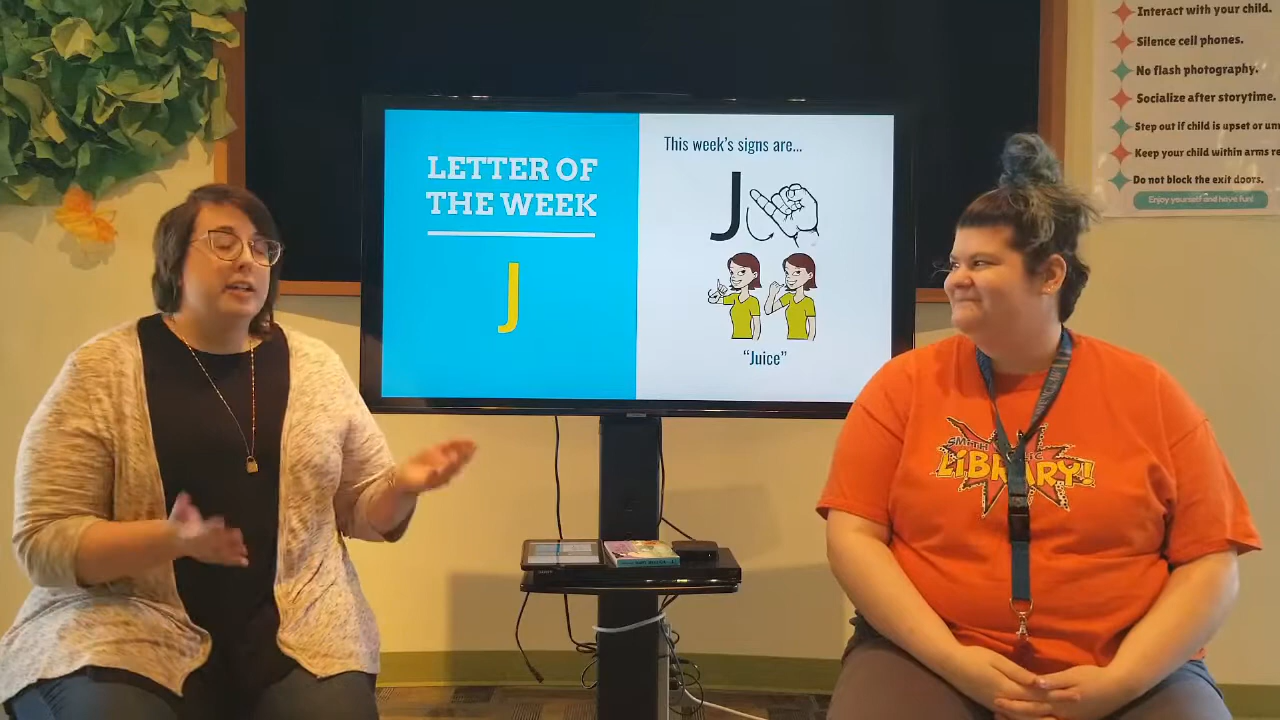 LETTER OF
THE WEEK
J
This week's signs are...
J
"Juice"
Interact with your child.
Silence cell phones.
No flash photography.
Socialize after storytime.
Step out if child is upset or
Keep your child within arms
Do not block the exit doors.
Enjoy yourself and have fun!
SMITH
LIBRARY!